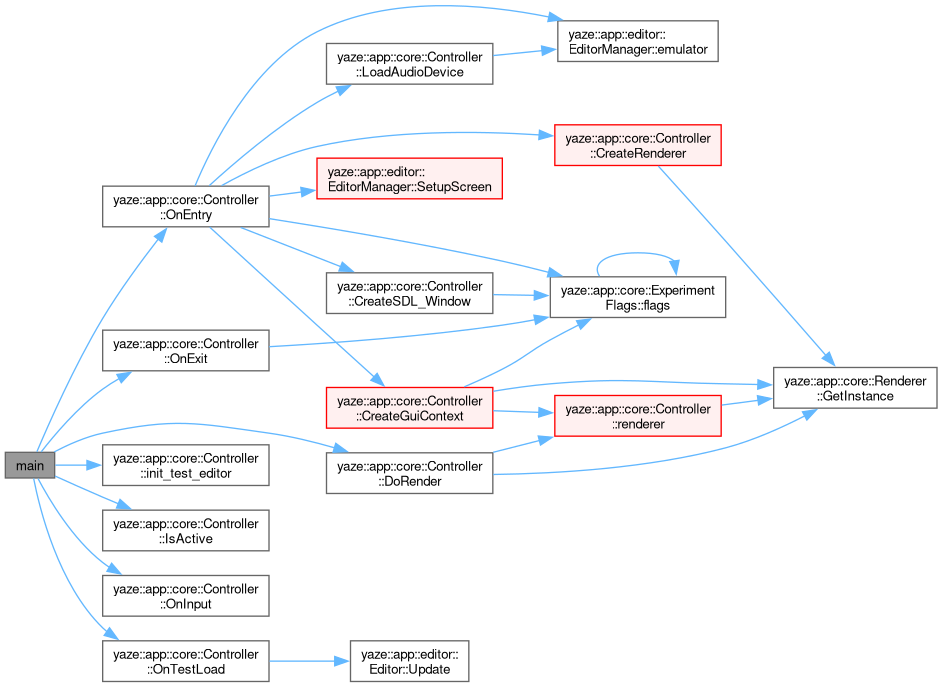 yaze::app::editor::
EditorManager::emulator
yaze::app::core::Controller
::LoadAudioDevice
yaze::app::core::Controller
::CreateRenderer
yaze::app::editor::
EditorManager::SetupScreen
yaze::app::core::Controller
::OnEntry
yaze::app::core::Controller
::CreateSDL_Window
yaze::app::core::Experiment
Flags::flags
yaze::app::core::Controller
::OnExit
yaze::app::core::Controller
::CreateGuiContext
yaze::app::core::Controller
::renderer
yaze::app::core::Renderer
::GetInstance
main
yaze::app::core::Controller
::init_test_editor
yaze::app::core::Controller
::DoRender
yaze::app::core::Controller
::IsActive
yaze::app::core::Controller
::OnInput
yaze::app::core::Controller
::OnTestLoad
yaze::app::editor::
Editor::Update